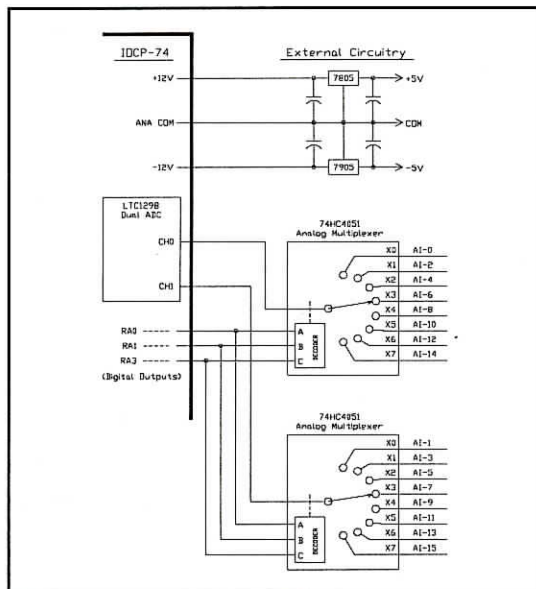 IDCP-74
External Circuitry
+12V
7805
+5V
ANA COM
COM
-12V
7905
-5V
LTC1298
Dual ADC
CH0
CH1
74HC4051
Analog Multiplexer
X0 AI-0
X1 AI-2
X2 AI-4
X3 AI-6
X4 AI-8
X5 AI-10
X6 AI-12
X7 AI-14
A
B
C
DECODER
RA0
RA1
RA3
(Digital Outputs)
74HC4051
Analog Multiplexer
X0 AI-1
X1 AI-3
X2 AI-5
X3 AI-7
X4 AI-9
X5 AI-11
X6 AI-13
X7 AI-15
A
B
C
DECODER